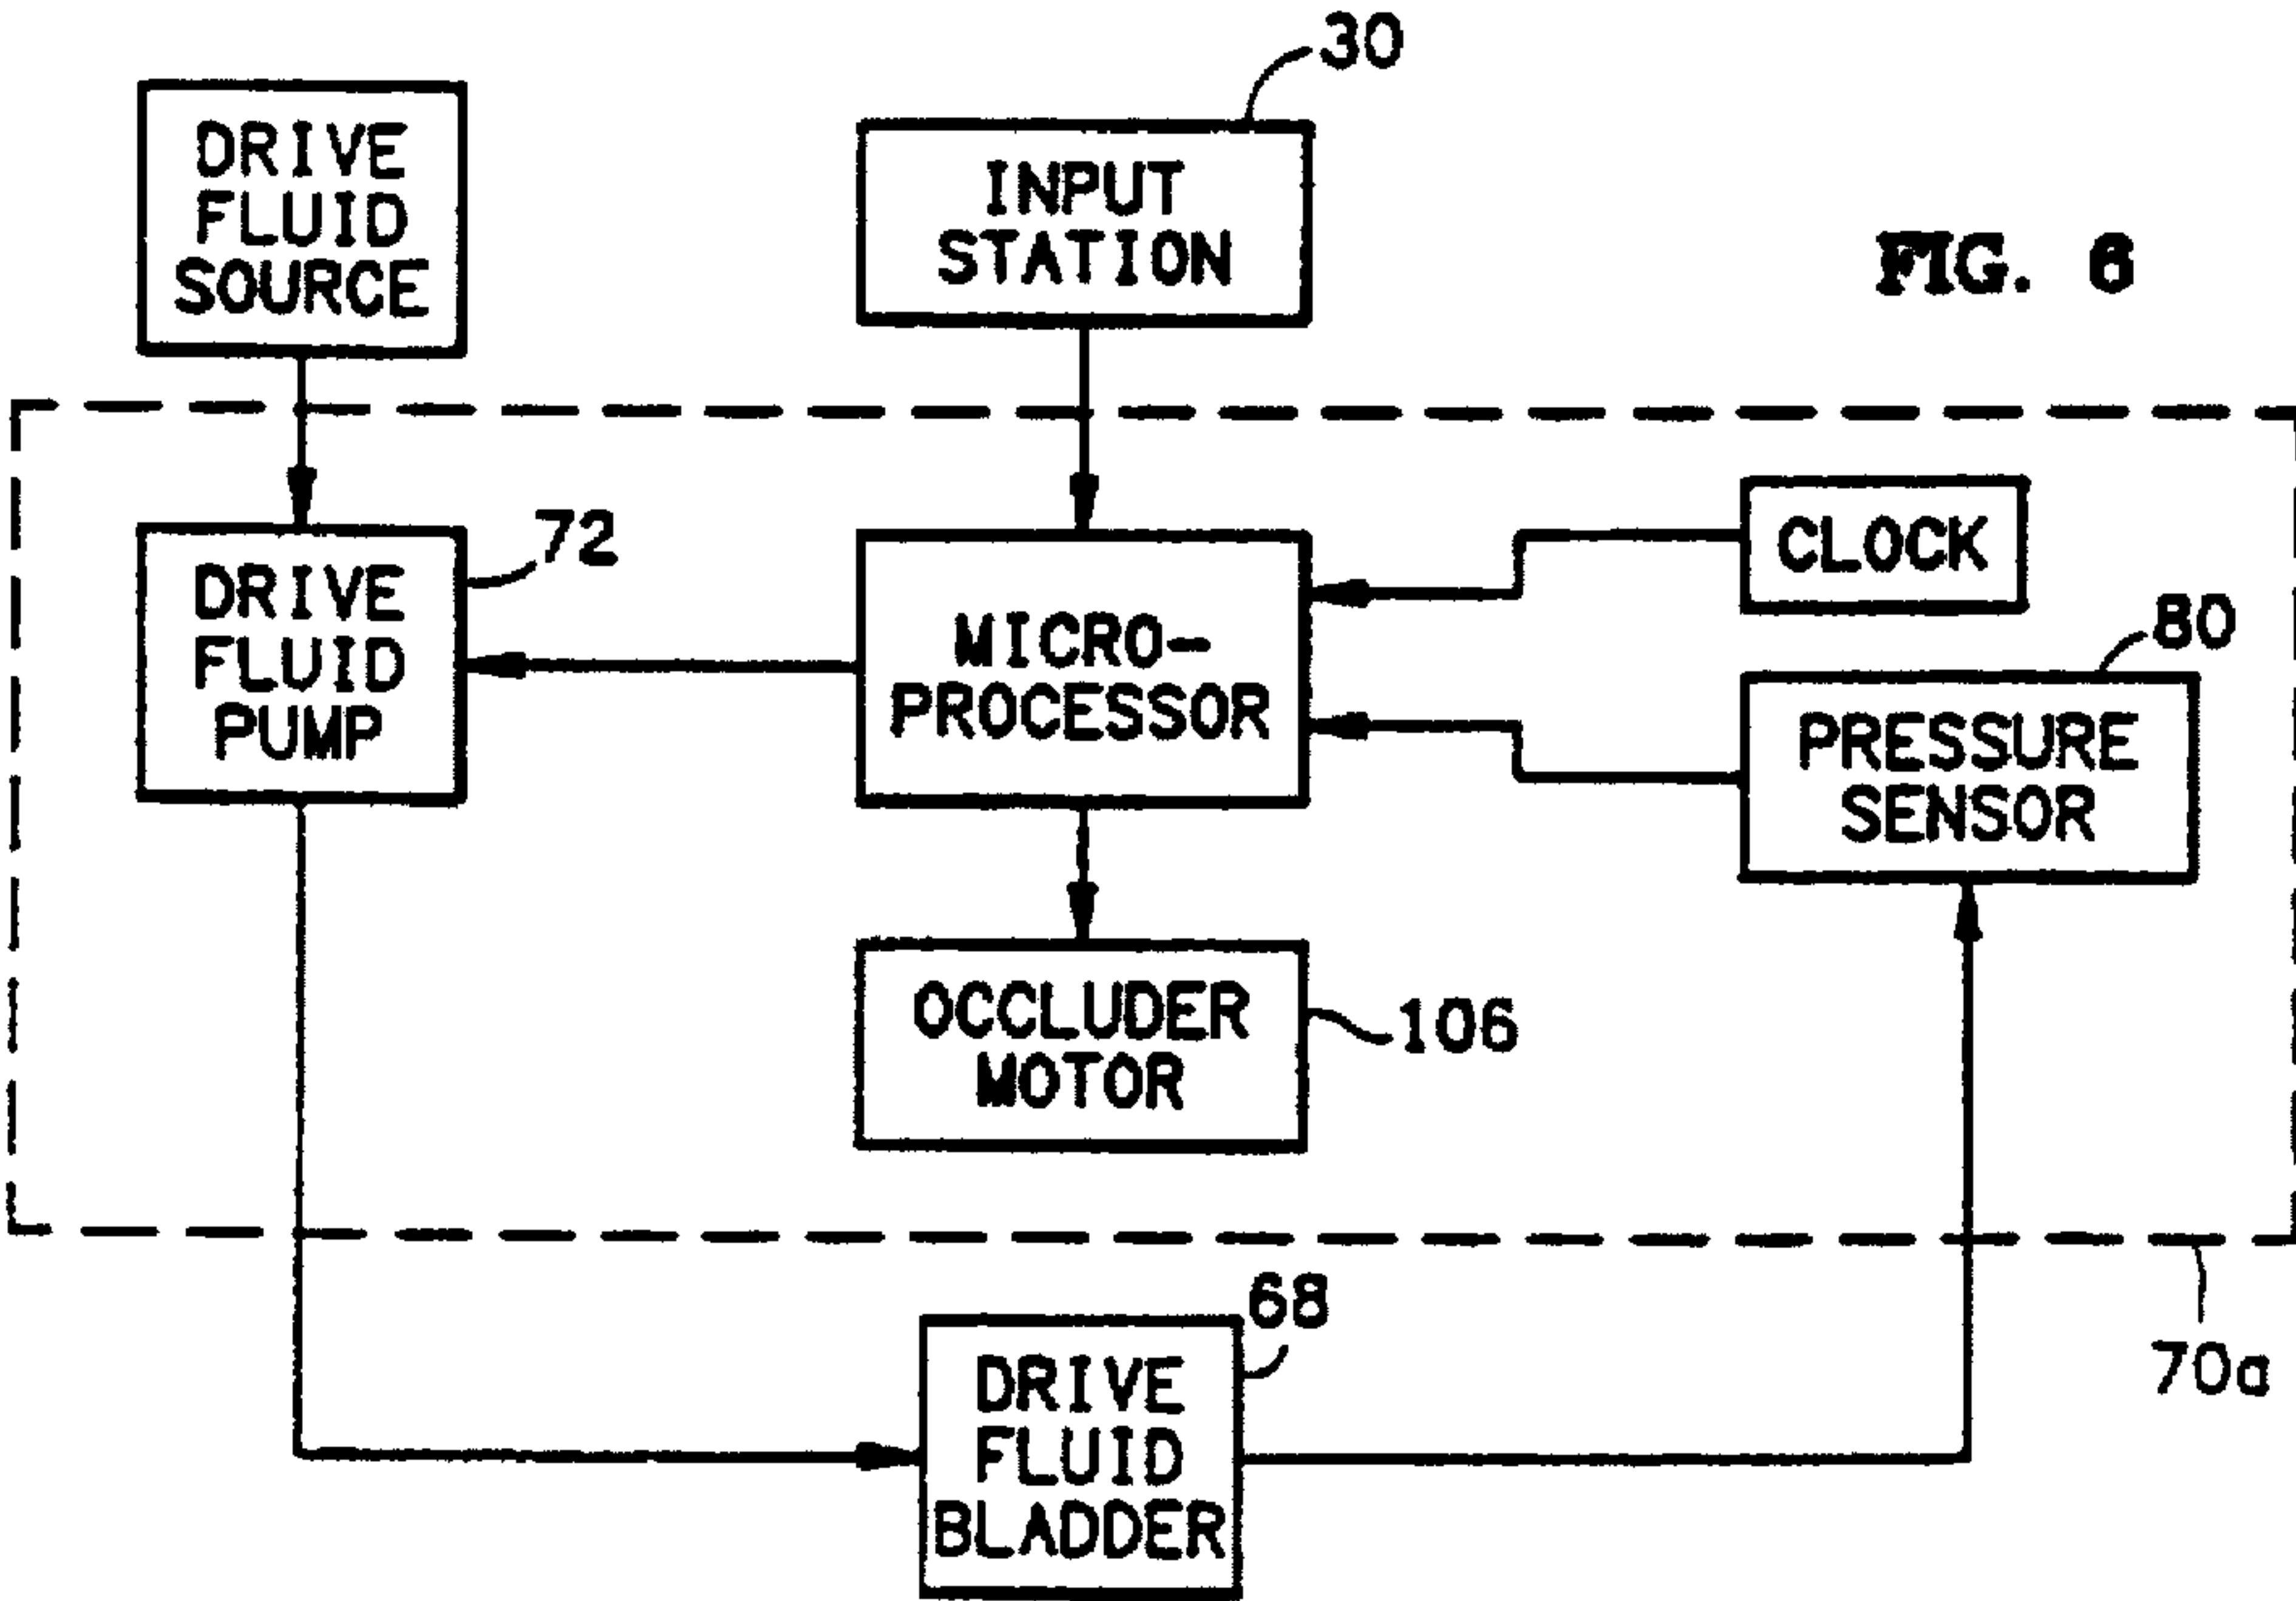 30
DRIVE
FLUID
SOURCE
INPUT
STATION
FIG. 6
72
DRIVE
FLUID
PUMP
MICRO-
PROCESSOR
CLOCK
80
PRESSURE
SENSOR
OCCLUDER
MOTOR
106
68
DRIVE
FLUID
BLADDER
70a